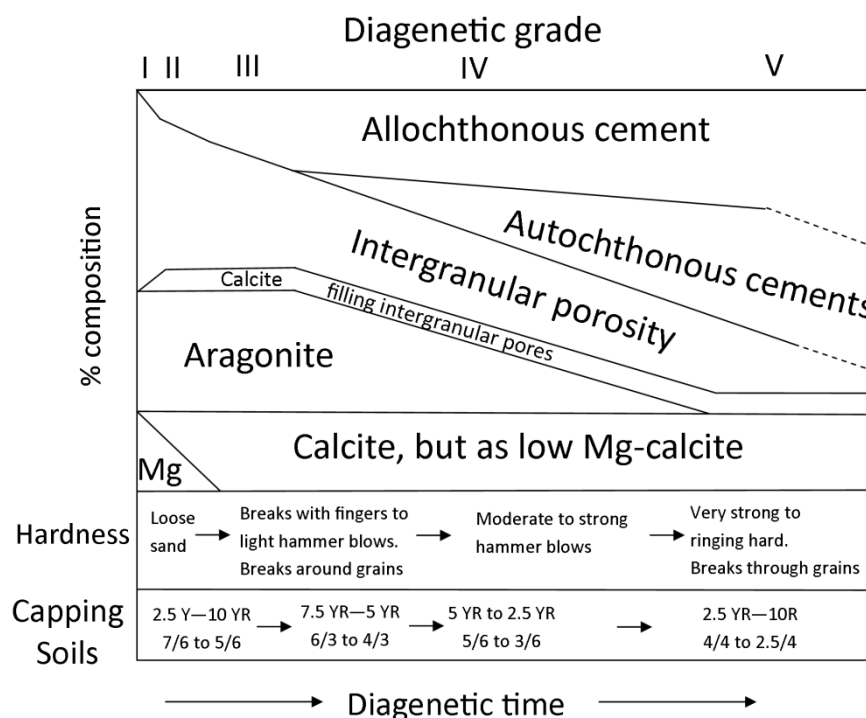 Diagenetic grade
I II III IV V
Allochthonous cement
Autochthonous cements
Intergranular porosity
% composition
Calcite
filling intergranular pores
Aragonite
Mg
Calcite, but as low Mg-calcite
Hardness
Loose
sand
Breaks with fingers to
light hammer blows.
Breaks around grains
Moderate to strong
hammer blows
Very strong to
ringing hard.
Breaks through grains
Capping
Soils
2.5 Y—10 YR
7/6 to 5/6
7.5 YR—5 YR
6/3 to 4/3
5 YR to 2.5 YR
5/6 to 3/6
2.5 YR—10R
4/4 to 2.5/4
Diagenetic time